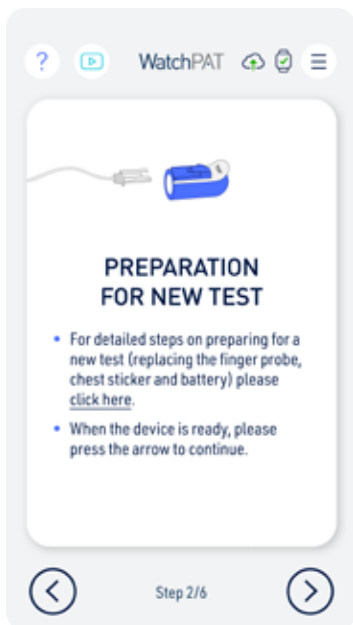 WatchPAT
PREPARATION
FOR NEW TEST
• For detailed steps on preparing for a
new test (replacing the finger probe,
chest sticker and battery) please
click here.
• When the device is ready, please
press the arrow to continue.
Step 2/6